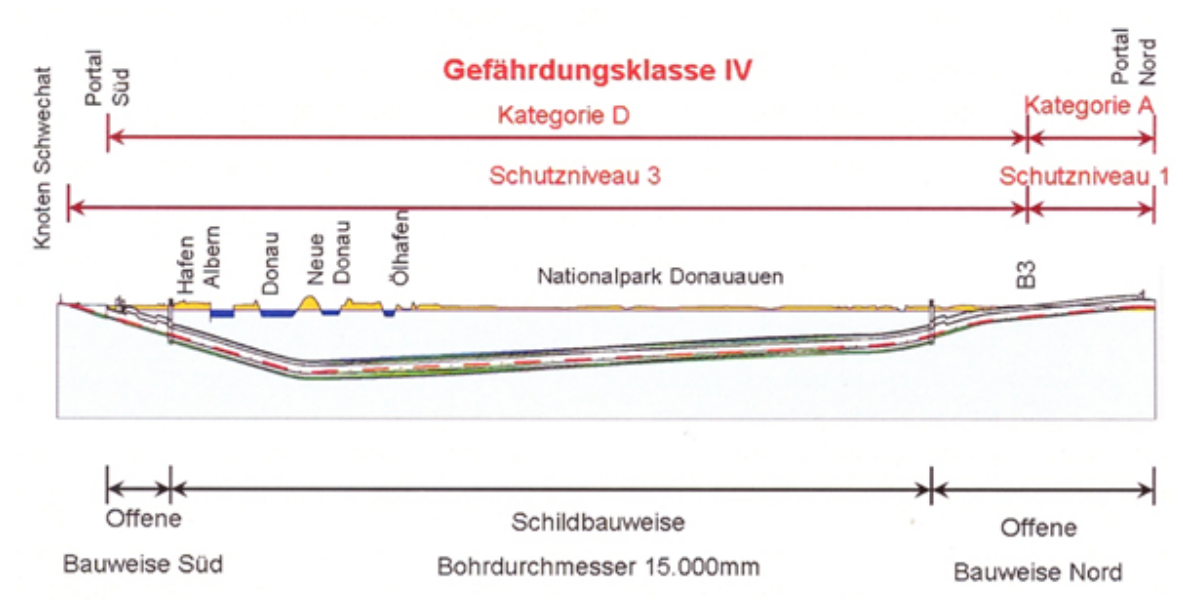 Gefährdungsklasse IV
Portal
Süd
Portal
Nord
Kategorie D
Kategorie A
Knoten Schwechat
Schutzniveau 3
Schutzniveau 1
Hafen
Albern
Donau
Neue
Donau
Ölhafen
Nationalpark Donauauen
B3
Offene
Bauweise Süd
Schildbauweise
Bohrdurchmesser 15.000mm
Offene
Bauweise Nord